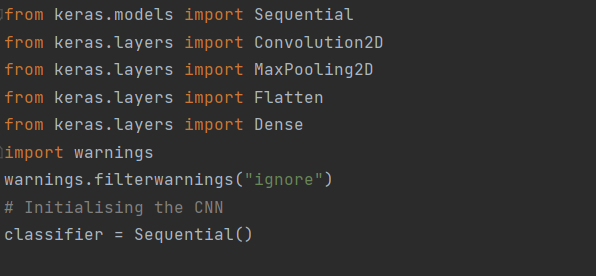 from keras.models import Sequential
from keras.layers import Convolution2D
from keras.layers import MaxPooling2D
from keras.layers import Flatten
from keras.layers import Dense
import warnings
warnings.filterwarnings("ignore")
# Initialising the CNN
classifier = Sequential()